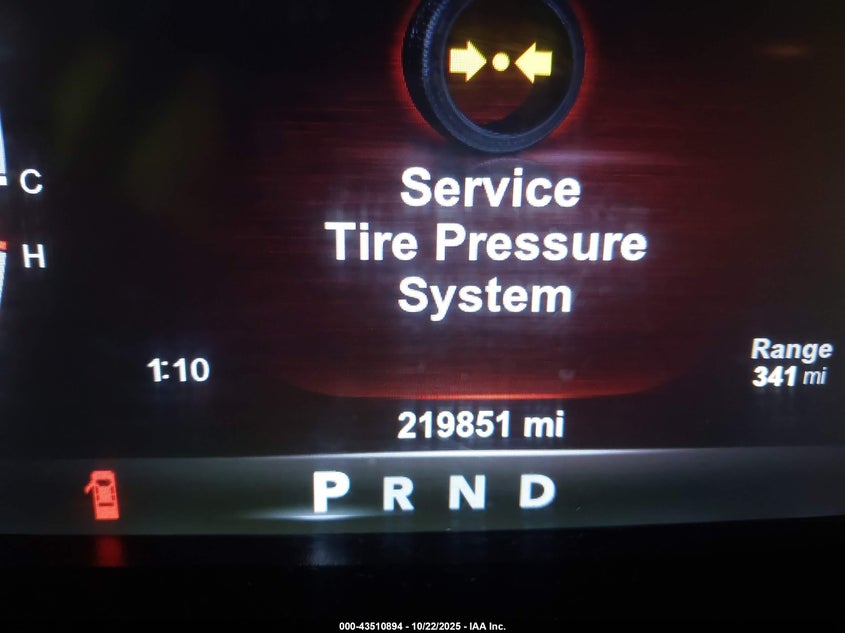 C
Service
Tire Pressure
System
H
1:10
Range
341 mi
219851 mi
P R N D
000-43510894 - 10/22/2025 - IAA Inc.